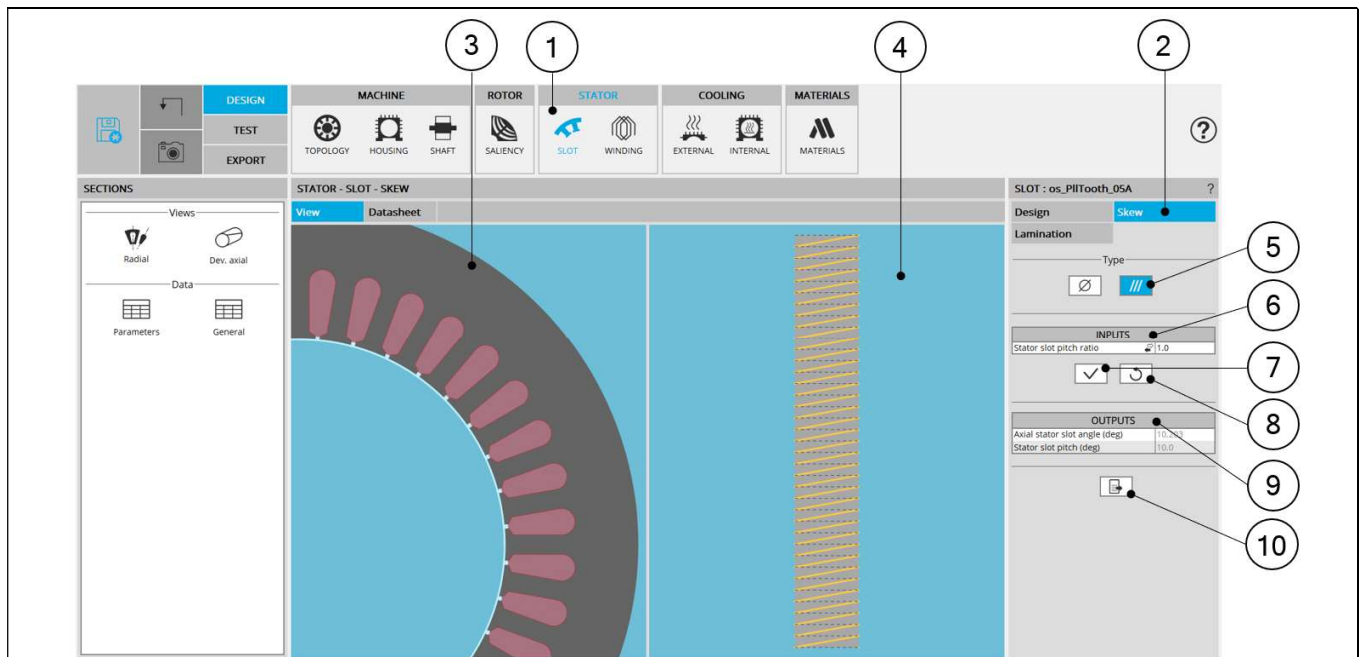 3
1
4
2
DESIGN
TEST
EXPORT
MACHINE
TOPOLOGY
HOUSING
SHAFT
ROTOR
SALIENCY
STATOR
SLOT
WINDING
COOLING
EXTERNAL
INTERNAL
MATERIALS
MATERIALS
?
SECTIONS
Views
Radial
Dev. axial
Data
Parameters
General
STATOR - SLOT - SKEW
View
Datasheet
SLOT : os_PllTooth_05A ?
Design
Skew
Lamination
Type
5
INPUTS
6
Stator slot pitch ratio 1.0
7
8
OUTPUTS
Axial stator slot angle (deg)
Stator slot pitch (deg) 10.0
9
10